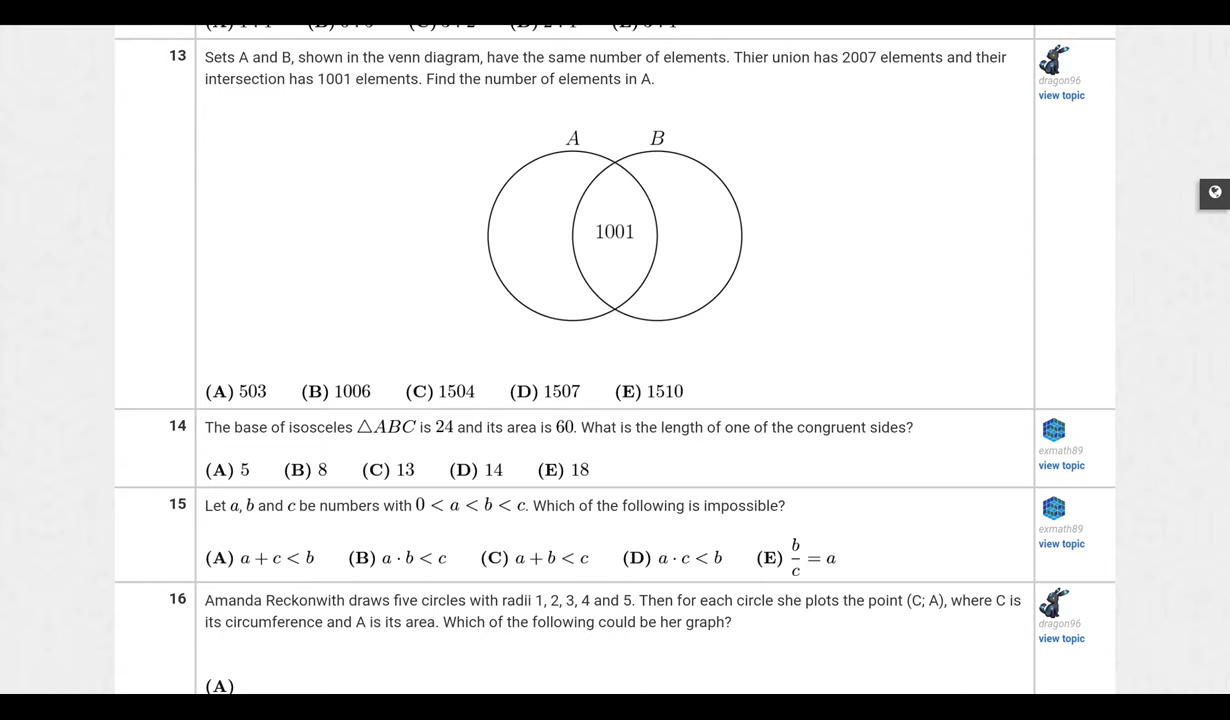 13
Sets A and B, shown in the venn diagram, have the same number of elements. Thier union has 2007 elements and their
intersection has 1001 elements. Find the number of elements in A.
dragon96
view topic
A B
1001
(A) 503 (B) 1006 (C) 1504 (D) 1507 (E) 1510
14
The base of isosceles △ABC is 24 and its area is 60. What is the length of one of the congruent sides?
exmath89
view topic
(A) 5 (B) 8 (C) 13 (D) 14 (E) 18
15
Let a, b and c be numbers with 0 < a < b < c. Which of the following is impossible?
exmath89
view topic
(A) a + c < b (B) a · b < c (C) a + b < c (D) a · c < b (E) b/c = a
16
Amanda Reckonwith draws five circles with radii 1, 2, 3, 4 and 5. Then for each circle she plots the point (C; A), where C is
its circumference and A is its area. Which of the following could be her graph?
dragon96
view topic
(A)